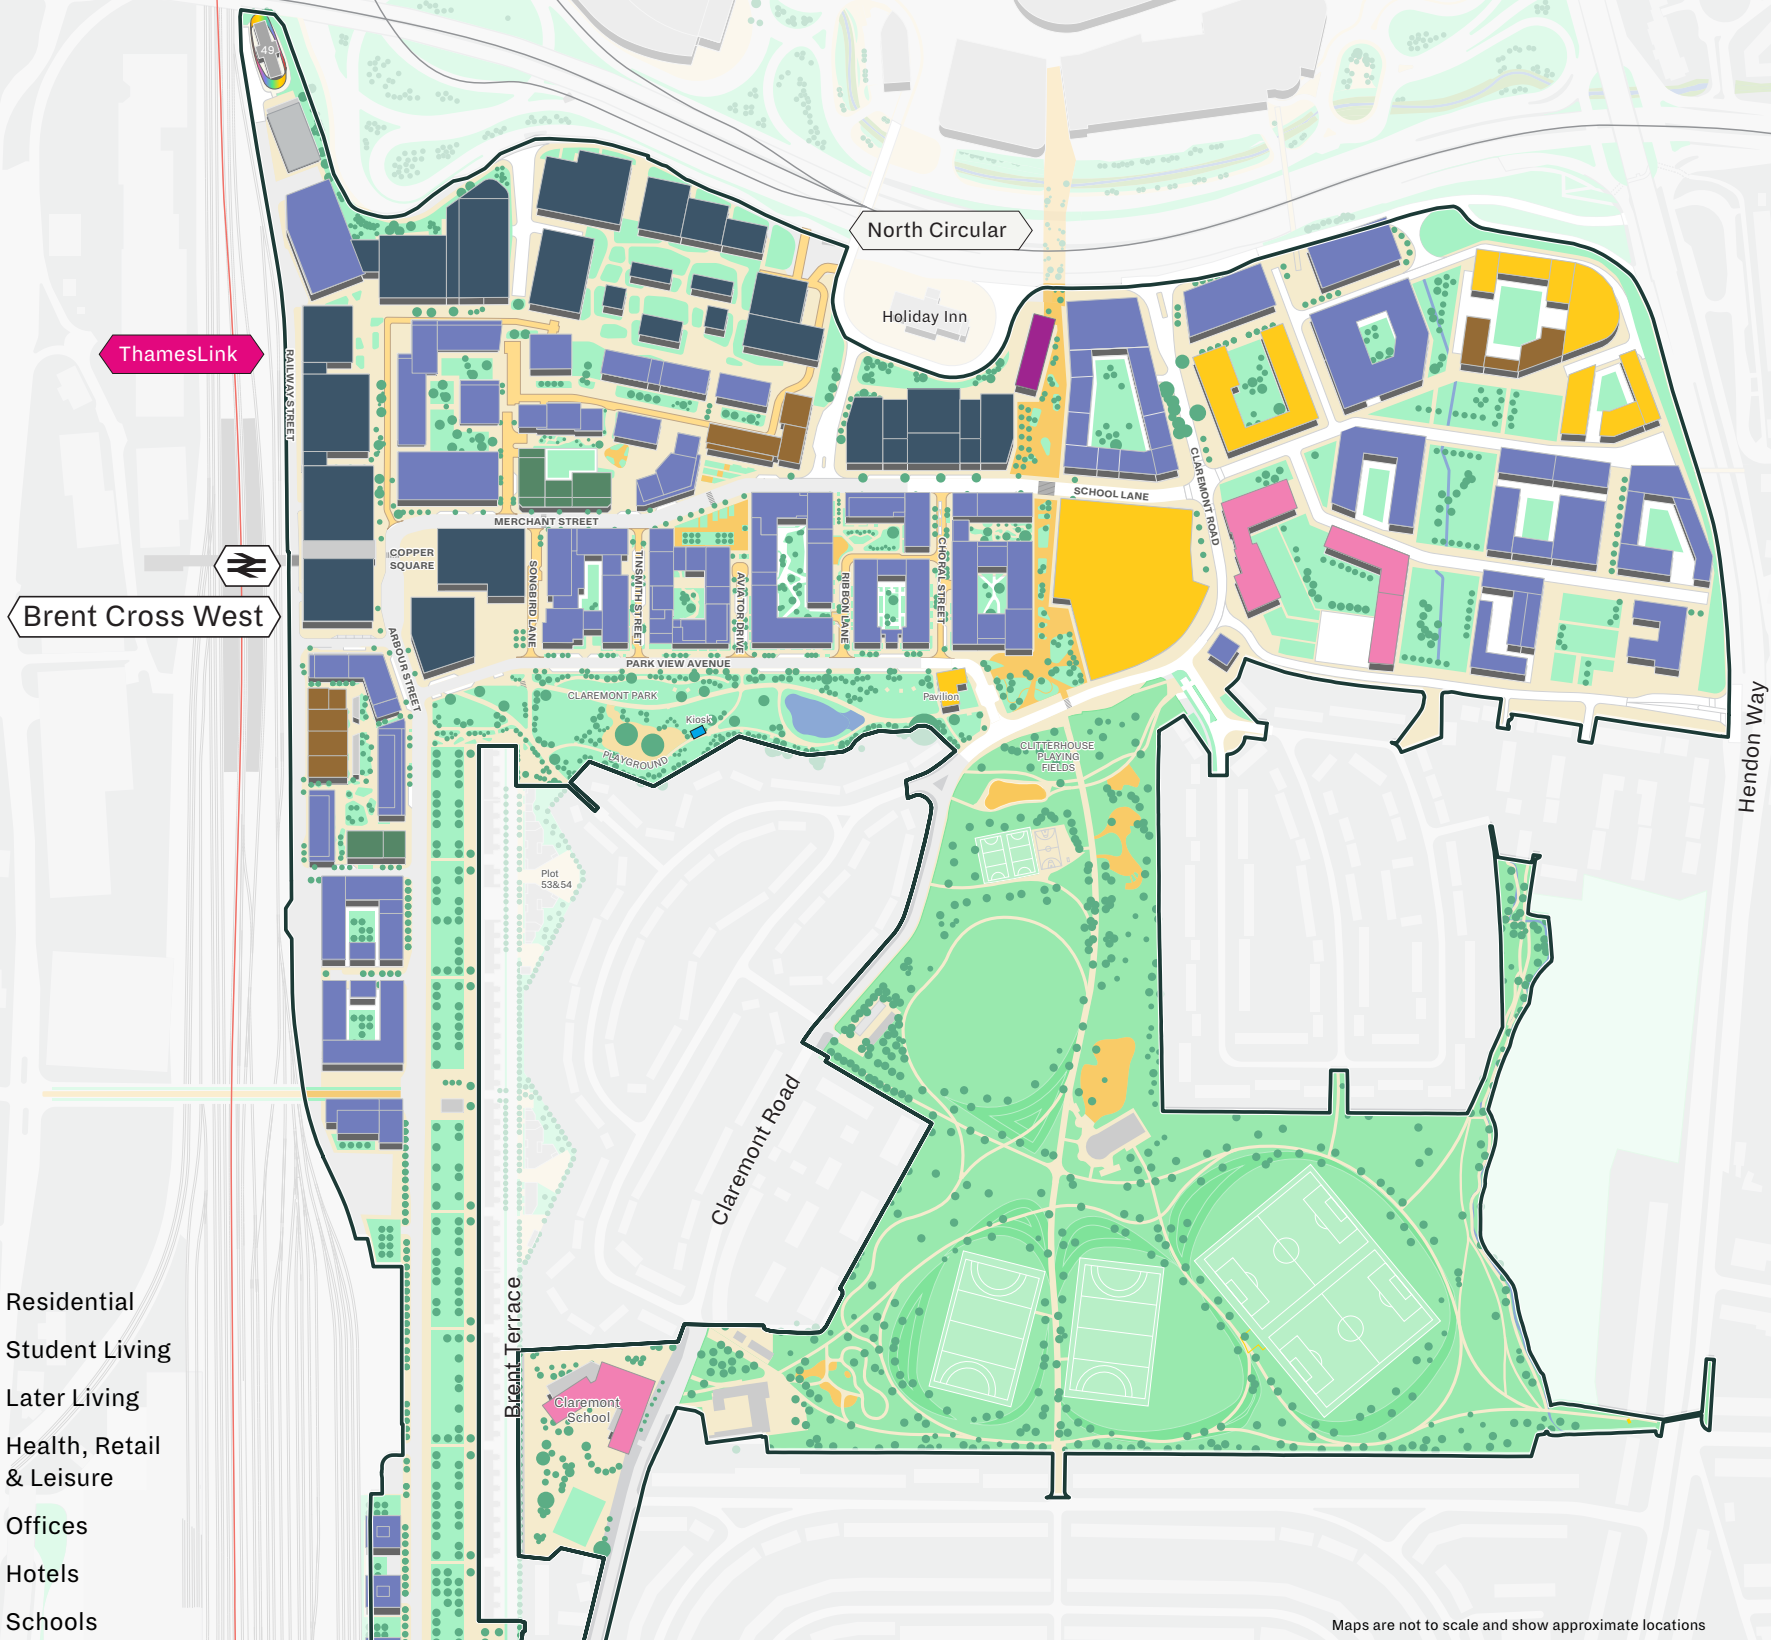 49
North Circular
Holiday Inn
ThamesLink
RAILWAY STREET
SCHOOL LANE
CLAREMONT ROAD
MERCHANT STREET
COPPER
SQUARE
SONGBIRD LANE
TINSMITH STREET
AVIATOR DRIVE
RIBBON LANE
CHORAL STREET
Brent Cross West
ARBOUR STREET
PARK VIEW AVENUE
CLAREMONT PARK
Pavilion
Kiosk
PLAYGROUND
CLITTERHOUSE
PLAYING
FIELDS
Hendon Way
Plot
53&54
Claremont Road
Brent Terrace
Claremont
School
Residential
Student Living
Later Living
Health, Retail
& Leisure
Offices
Hotels
Schools
Maps are not to scale and show approximate locations